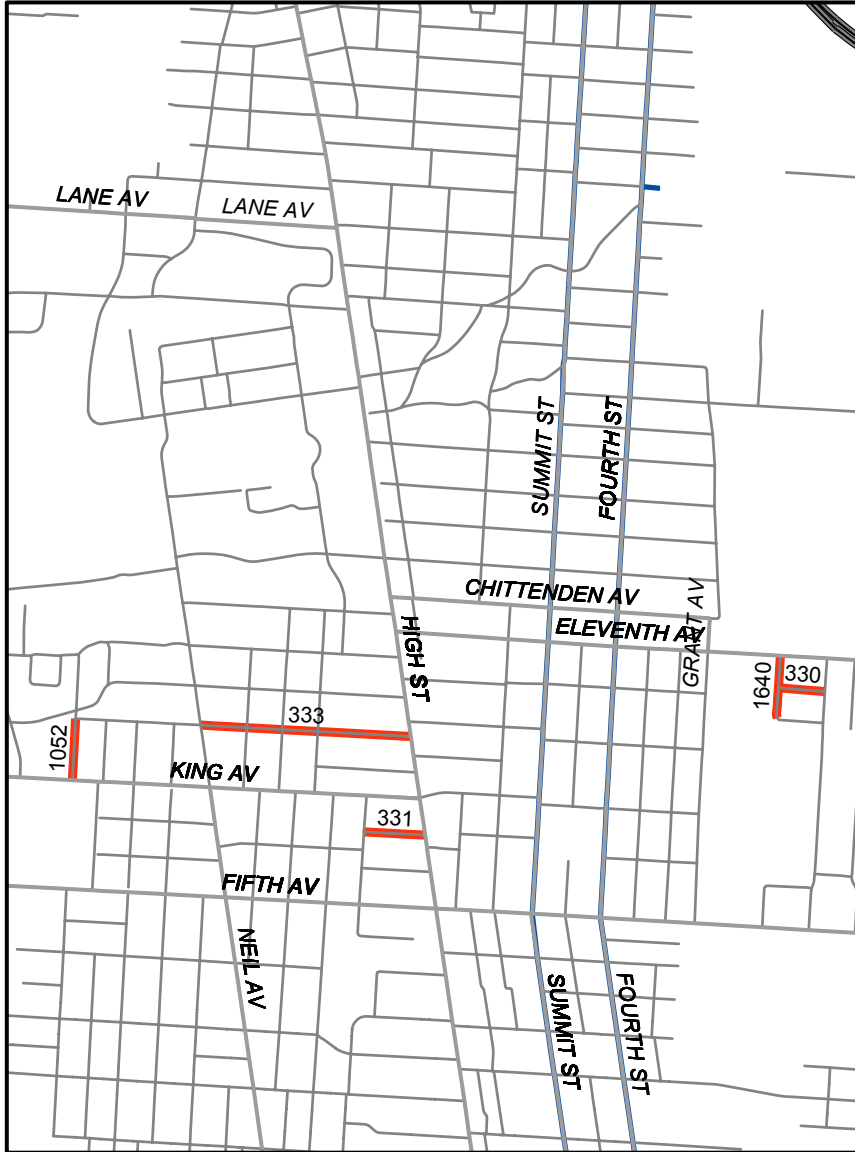 LANE AV
LANE AV
SUMMIT ST
FOURTH ST
CHITTENDEN AV
GRANT AV
ELEVENTH AV
HIGH ST
1640
330
333
1052
KING AV
331
FIFTH AV
NEIL AV
SUMMIT ST
FOURTH ST